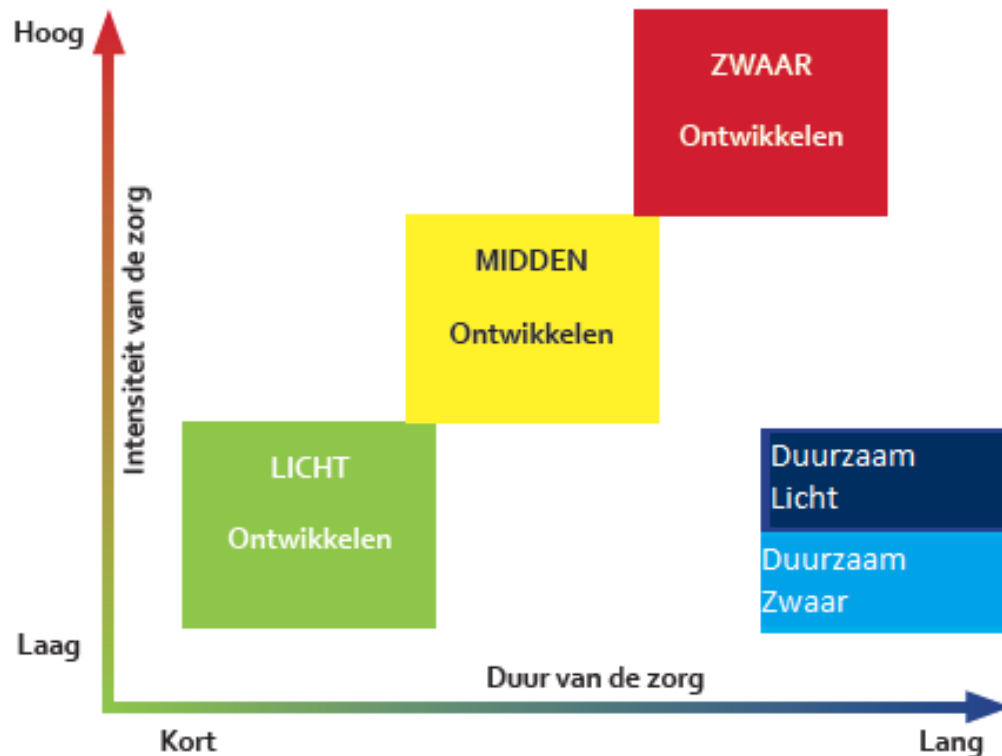 Hoog
ZWAAR
Ontwikkelen
Intensiteit van de zorg
MIDDEN
Ontwikkelen
LICHT
Ontwikkelen
Duurzaam
Licht
Duurzaam
Zwaar
Laag
Duur van de zorg
Kort
Lang